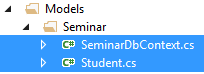 Models
Seminar
C# SeminarDbContext.cs
C# Student.cs